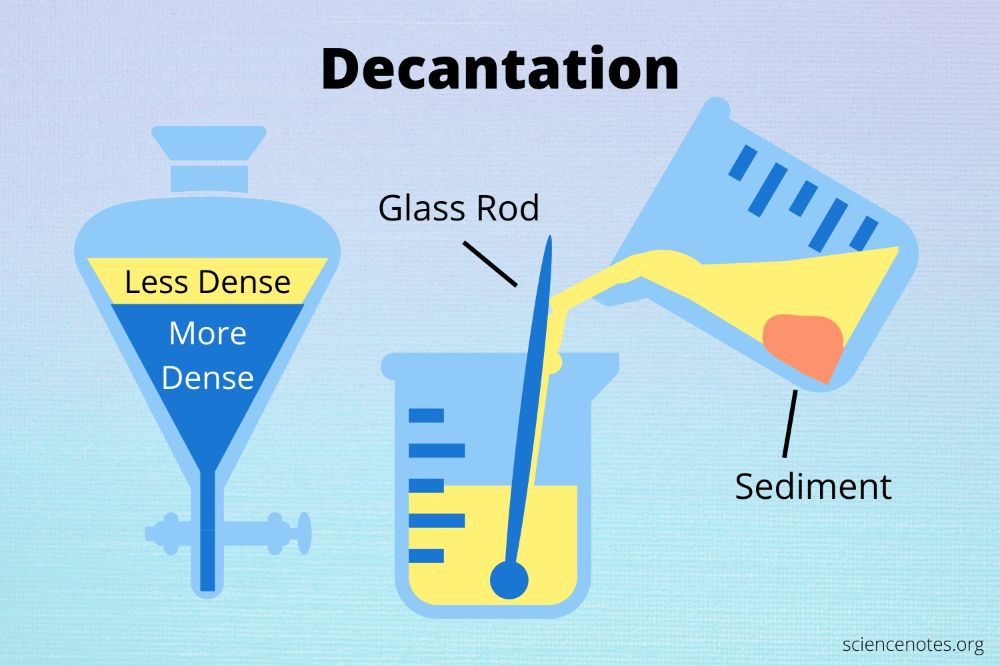 Decantation
Glass Rod
Less Dense
More
Dense
Sediment
sciencenotes.org